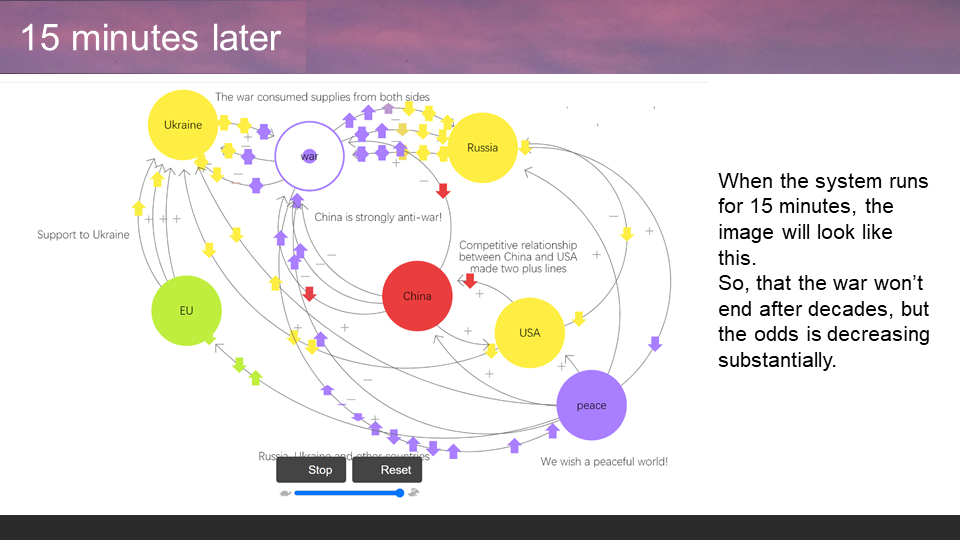 15 minutes later
The war consumed supplies from both sides
Ukraine
war
Russia
China is strongly anti-war!
Support to Ukraine
Competitive relationship
between China and USA
made two plus lines
China
EU
USA
peace
Russia, Ukraine and other countries
We wish a peaceful world!
Stop
Reset
When the system runs
for 15 minutes, the
image will look like
this.
So, that the war won’t
end after decades, but
the odds is decreasing
substantially.